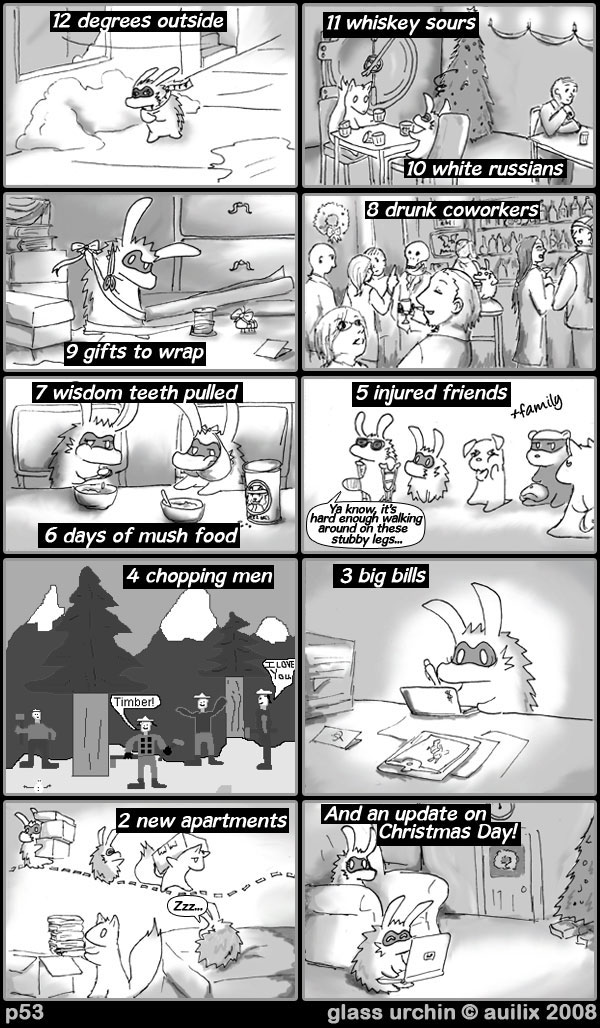 12 degrees outside
11 whiskey sours
10 white russians
9 gifts to wrap
8 drunk coworkers
7 wisdom teeth pulled
6 days of mush food
5 injured friends
+family
Ya know, it's
hard enough walking
around on these
stubby legs...
4 chopping men
I LOVE
You
Timber!
3 big bills
2 new apartments
Zzz...
And an update on
Christmas Day!
p53
glass urchin © auilix 2008